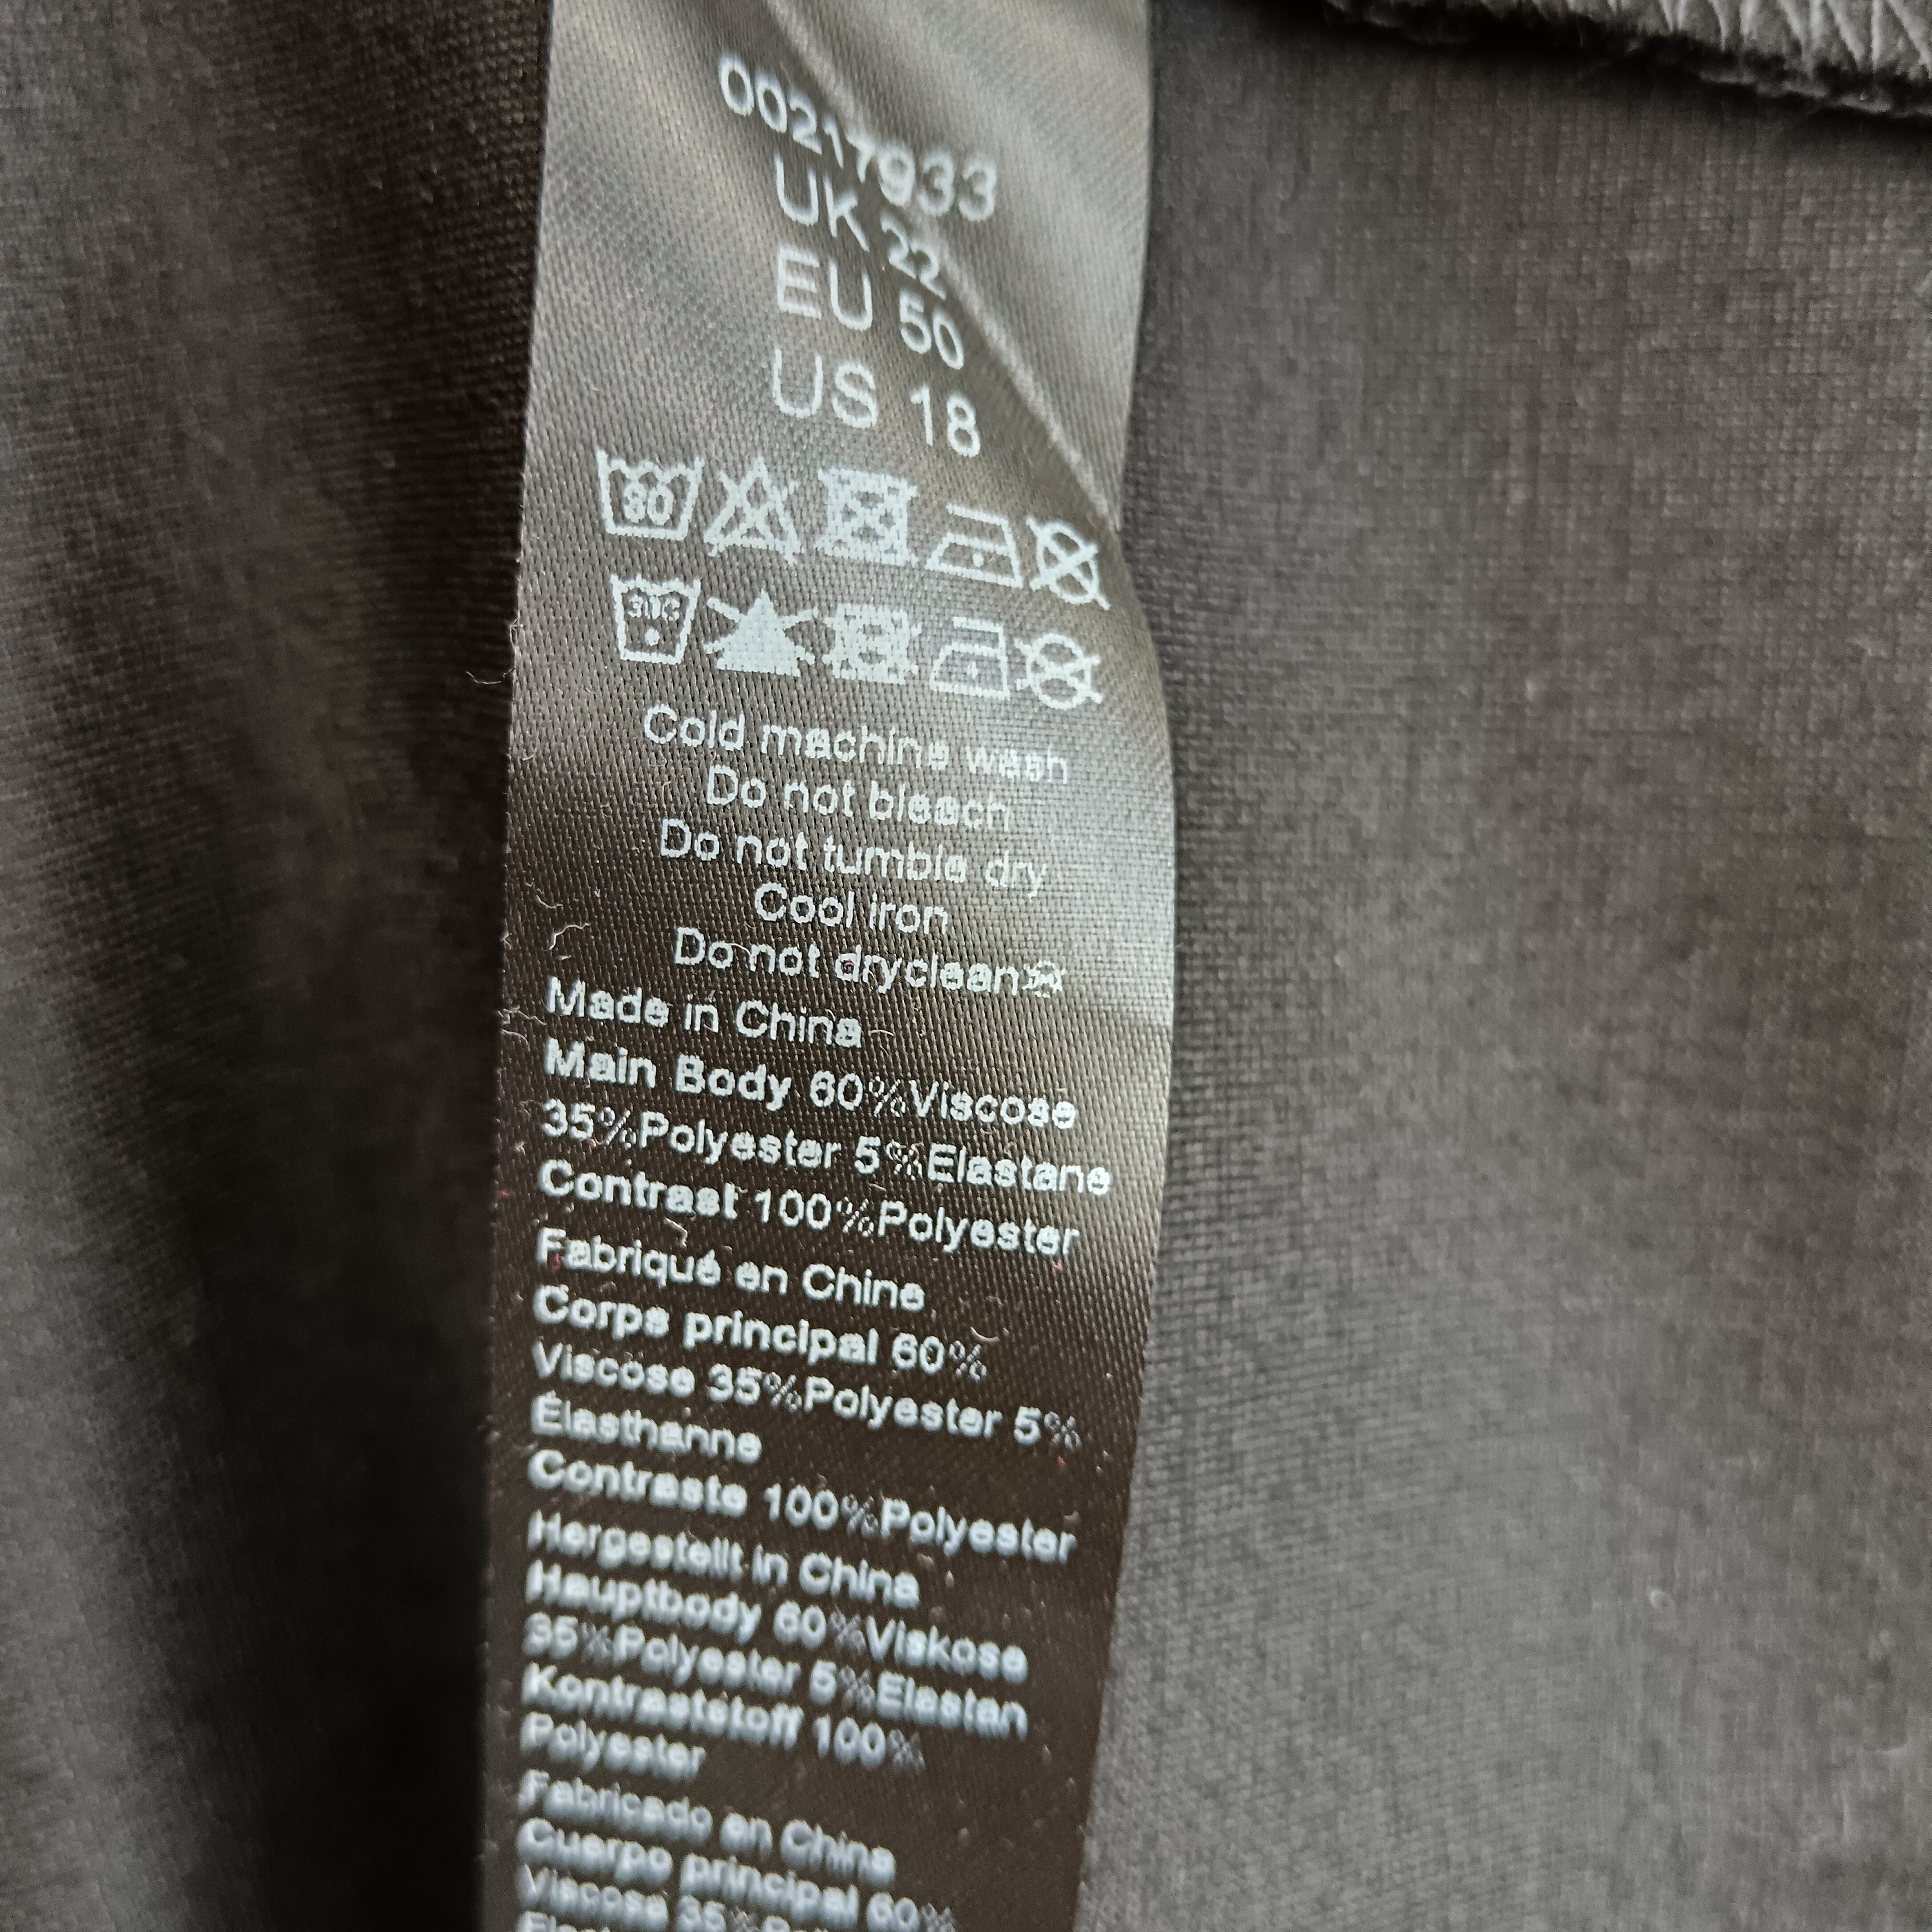 00217933
UK 22
EU 50
US 18
30
30°C
Cold machine wash
Do not bleach
Do not tumble dry
Cool iron
Do not dryclean
Made in China
Main Body 60%Viscose
35%Polyester 5%Elastane
Contrast 100%Polyester
Fabriqué en Chine
Corps principal 60%
Viscose 35%Polyester 5%
Élasthanne
Contraste 100%Polyester
Hergestellt in China
Hauptbody 60%Viskose
35%Polyester 5%Elastan
Kontraststoff 100%
Polyester
Fabricado en China
Cuerpo principal 60%
Viscosa 35%